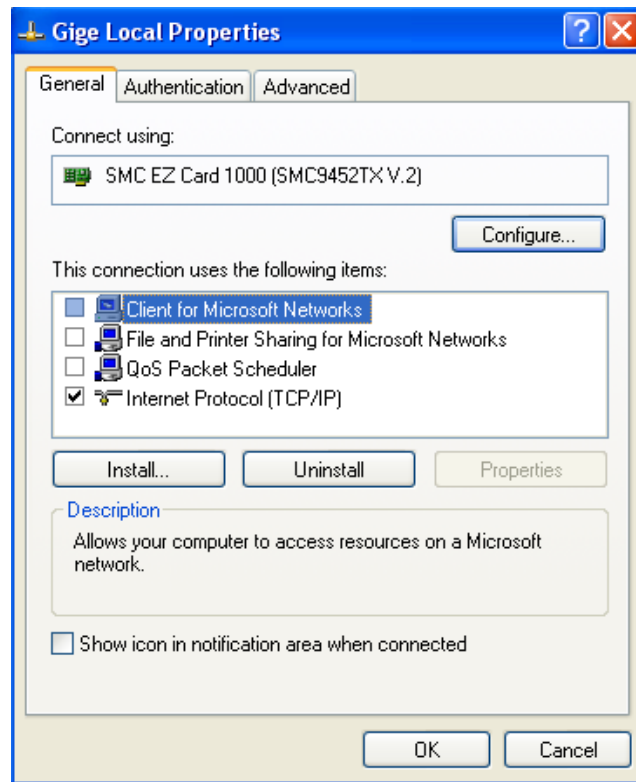 Gige Local Properties
General Authentication Advanced
Connect using:
SMC EZ Card 1000 (SMC9452TX V.2)
Configure...
This connection uses the following items:
Client for Microsoft Networks
File and Printer Sharing for Microsoft Networks
QoS Packet Scheduler
Internet Protocol (TCP/IP)
Install... Uninstall Properties
Description
Allows your computer to access resources on a Microsoft
network.
Show icon in notification area when connected
OK Cancel